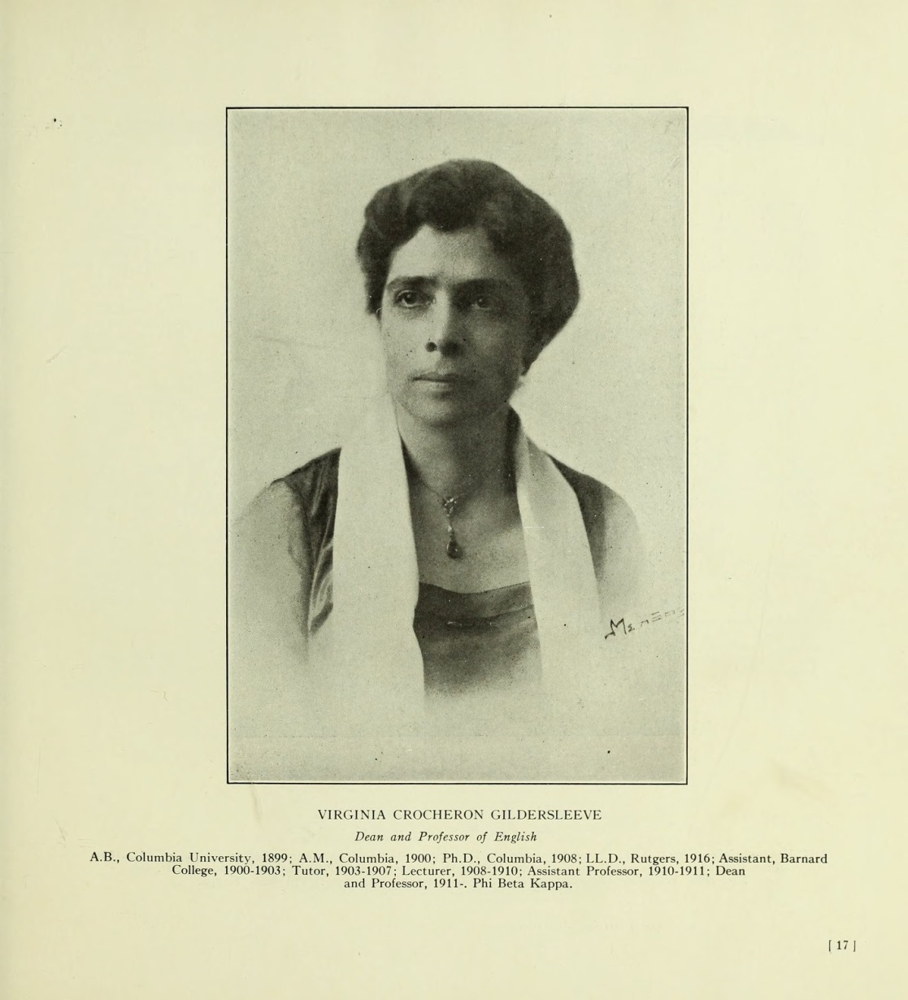 VIRGINIA CROCHERON GILDERSLEEVE
Dean and Professor of English
A.B., Columbia University, 1899; A.M., Columbia, 1900; Ph.D., Columbia, 1908; LL.D., Rutgers, 1916; Assistant, Barnard
College, 1900-1903; Tutor, 1903-1907; Lecturer, 1908-1910; Assistant Professor, 1910-1911; Dean
and Professor, 1911-. Phi Beta Kappa.
[ 17 ]